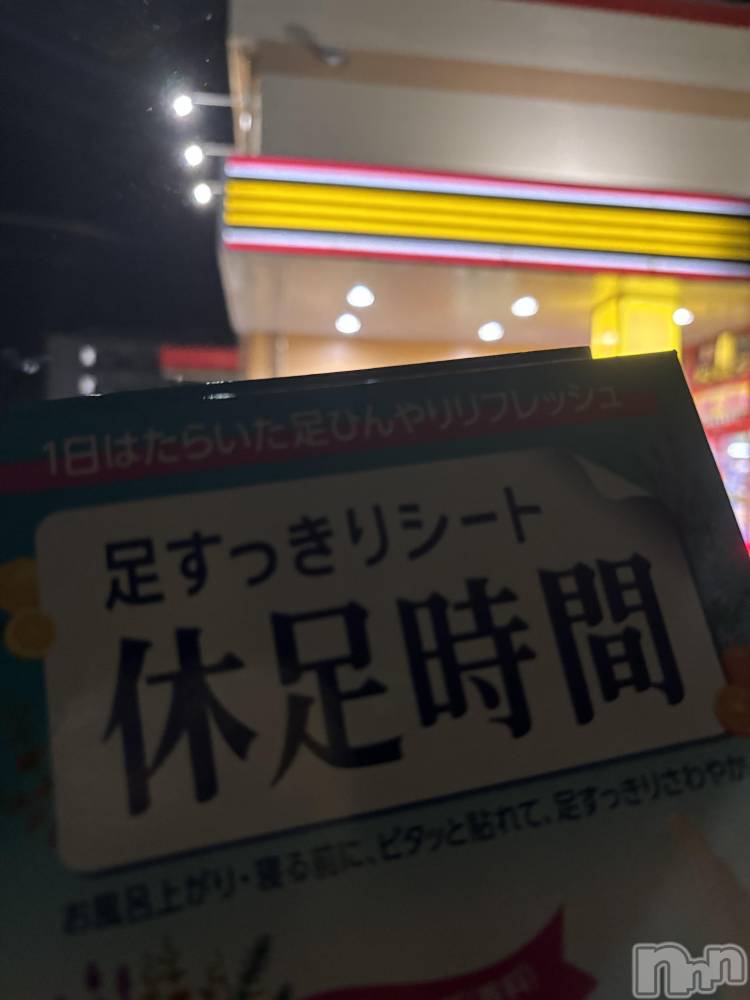 1日はたらいた足ひんやりリフレッシュ
足すっきりシート
休足時間
お風呂上がり・寝る前に、ピタッと貼れて、足すっきりさわやか
nnn